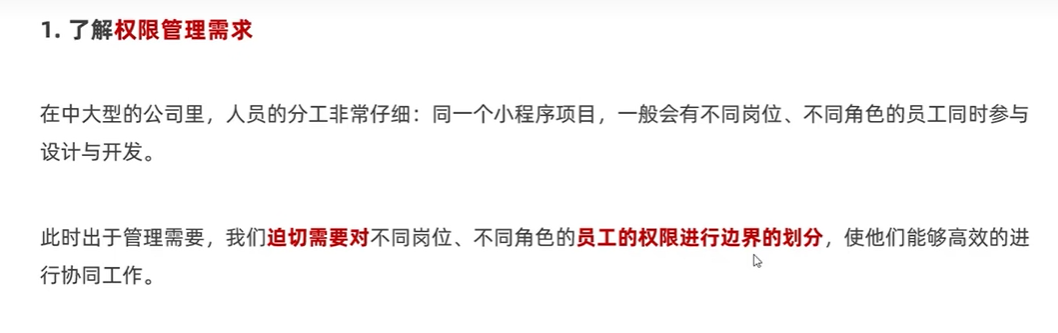 1. 了解权限管理需求
在中大型的公司里，人员的分工非常仔细：同一个小程序项目，一般会有不同岗位、不同角色的员工同时参与
设计与开发。
此时出于管理需要，我们迫切需要对不同岗位、不同角色的员工的权限进行边界的划分，使他们能够高效的进
行协同工作。